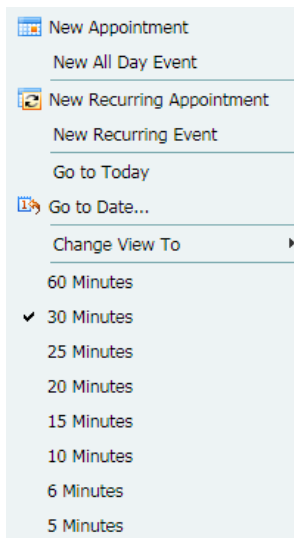 New Appointment
New All Day Event
New Recurring Appointment
New Recurring Event
Go to Today
Go to Date...
Change View To
60 Minutes
30 Minutes
25 Minutes
20 Minutes
15 Minutes
10 Minutes
6 Minutes
5 Minutes